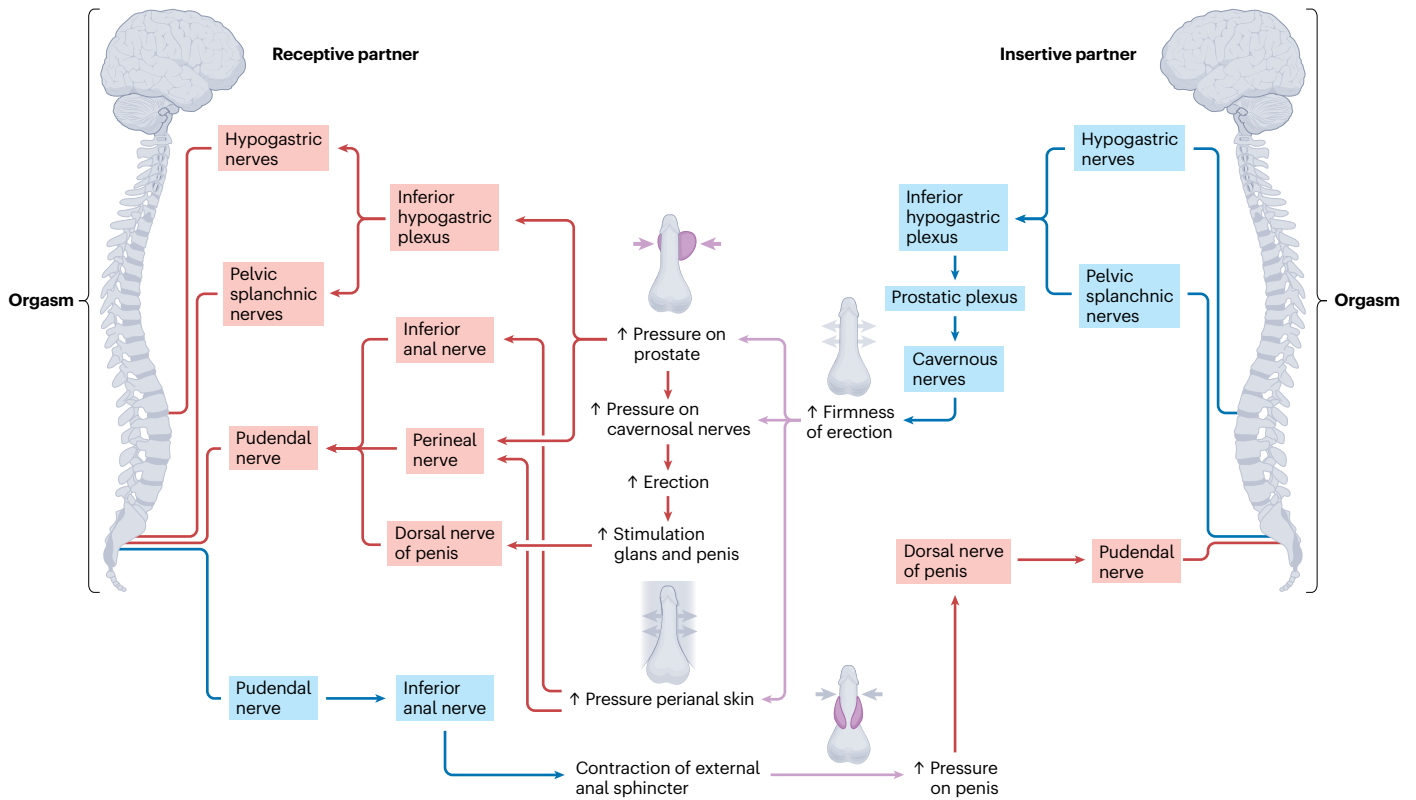 Receptive partner
Insertive partner
Orgasm
Hypogastric
nerves
Inferior
hypogastric
plexus
Pelvic
splanchnic
nerves
Inferior
anal nerve
Pudendal
nerve
Perineal
nerve
Dorsal nerve
of penis
Pudendal
nerve
Inferior
anal nerve
↑ Pressure on
prostate
↑ Pressure on
cavernosal nerves
↑ Erection
↑ Stimulation
glans and penis
↑ Pressure perianal skin
Contraction of external
anal sphincter
↑ Pressure
on penis
↑ Firmness
of erection
Hypogastric
nerves
Inferior
hypogastric
plexus
Prostatic plexus
Pelvic
splanchnic
nerves
Cavernous
nerves
Dorsal nerve
of penis
Pudendal
nerve
Orgasm